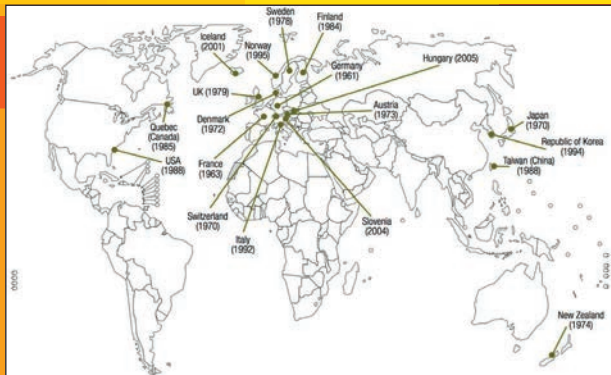 Sweden
(1978)
Finland
(1984)
Iceland
(2001)
Norway
(1995)
Germany
(1961)
Hungary (2005)
UK (1979)
Denmark
(1972)
Austria
(1973)
Japan
(1970)
Quebec
(Canada)
(1985)
Republic of Korea
(1994)
USA
(1988)
France
(1963)
Taiwan (China)
(1988)
Switzerland
(1970)
Slovenia
(2004)
Italy
(1992)
New Zealand
(1974)